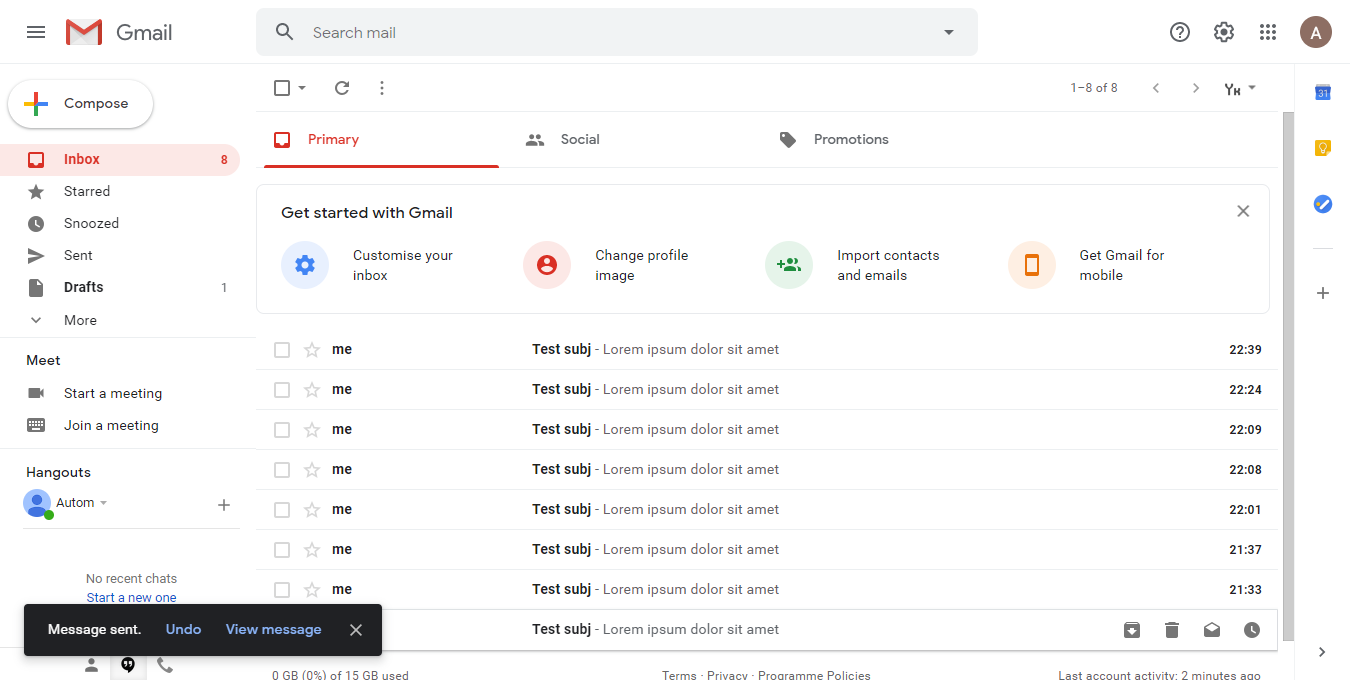 Gmail
Search mail
A
Compose
1–8 of 8
31
Primary
Social
Promotions
Inbox 8
Starred
Snoozed
Sent
Drafts 1
More
Get started with Gmail
Customise your inbox
Change profile image
Import contacts and emails
Get Gmail for mobile
Meet
Start a meeting
Join a meeting
Hangouts
Autom
No recent chats
Start a new one
me Test subj - Lorem ipsum dolor sit amet 22:39
me Test subj - Lorem ipsum dolor sit amet 22:24
me Test subj - Lorem ipsum dolor sit amet 22:09
me Test subj - Lorem ipsum dolor sit amet 22:08
me Test subj - Lorem ipsum dolor sit amet 22:01
me Test subj - Lorem ipsum dolor sit amet 21:37
me Test subj - Lorem ipsum dolor sit amet 21:33
Test subj - Lorem ipsum dolor sit amet
Message sent. Undo View message
0 GB (0%) of 15 GB used
Terms · Privacy · Programme Policies
Last account activity: 2 minutes ago